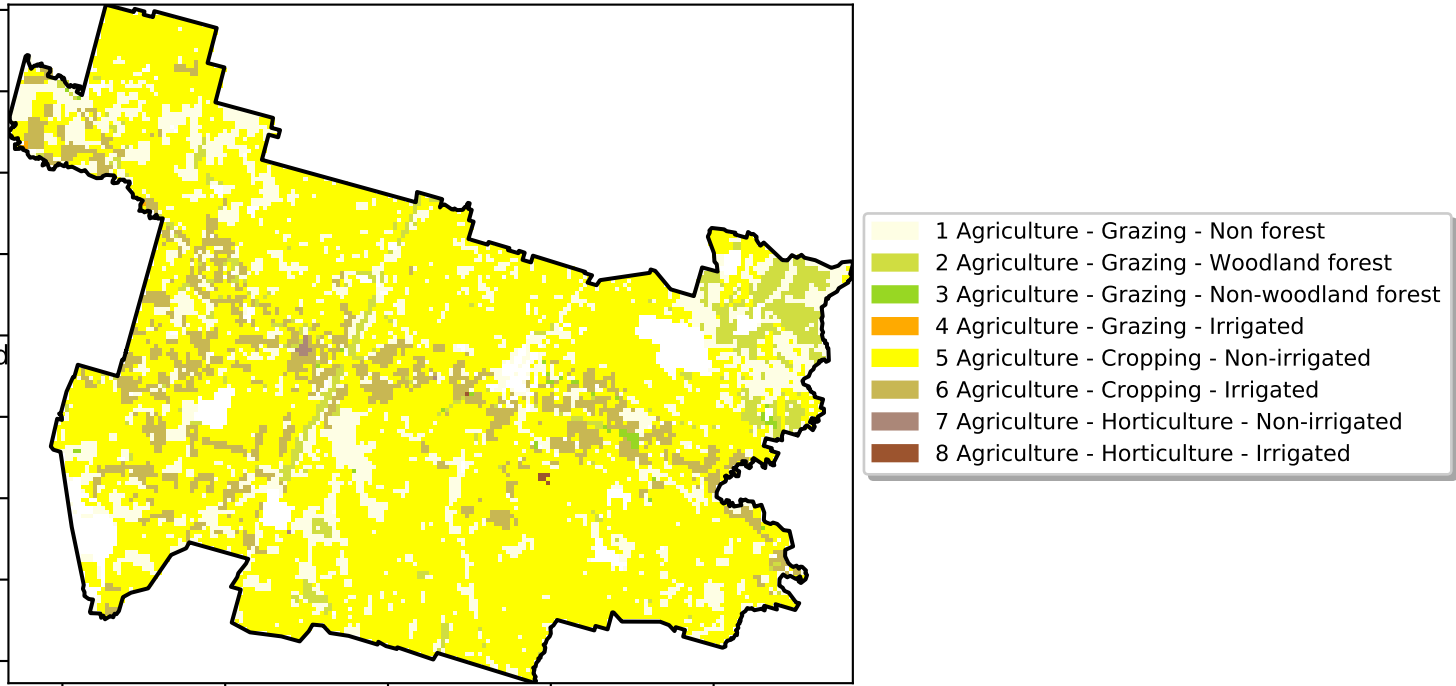 1 Agriculture - Grazing - Non forest
2 Agriculture - Grazing - Woodland forest
3 Agriculture - Grazing - Non-woodland forest
4 Agriculture - Grazing - Irrigated
5 Agriculture - Cropping - Non-irrigated
6 Agriculture - Cropping - Irrigated
7 Agriculture - Horticulture - Non-irrigated
8 Agriculture - Horticulture - Irrigated